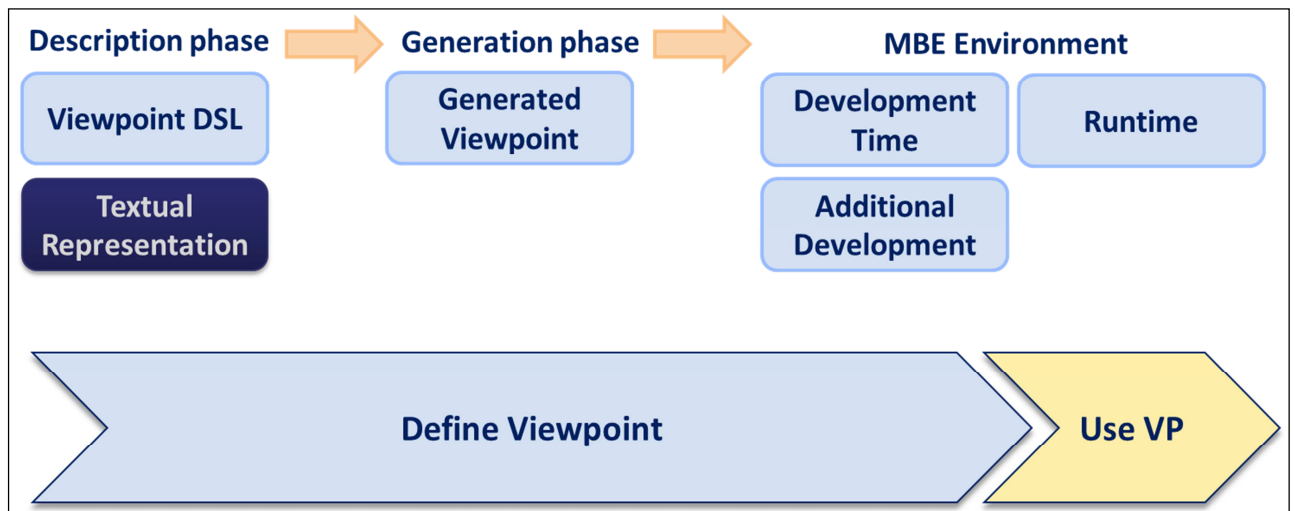 Description phase
Generation phase
MBE Environment
Viewpoint DSL
Generated
Viewpoint
Development
Time
Runtime
Textual
Representation
Additional
Development
Define Viewpoint
Use VP